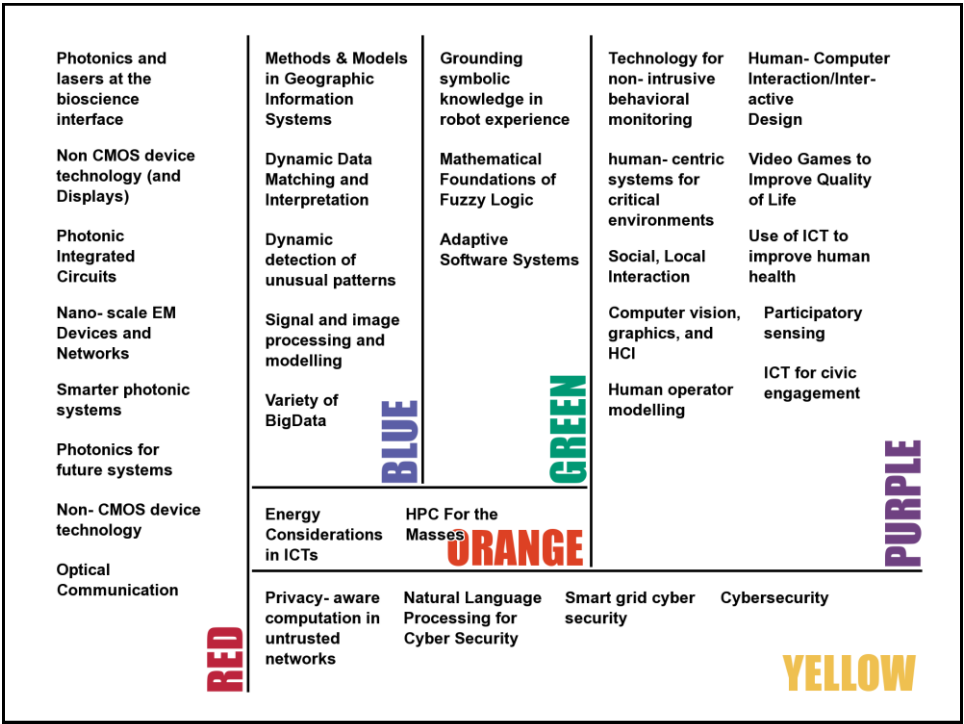 Photonics and
lasers at the
bioscience
interface
Non CMOS device
technology (and
Displays)
Photonic
Integrated
Circuits
Nano- scale EM
Devices and
Networks
Smarter photonic
systems
Photonics for
future systems
Non- CMOS device
technology
Optical
Communication
RED
Methods & Models
in Geographic
Information
Systems
Dynamic Data
Matching and
Interpretation
Dynamic
detection of
unusual patterns
Signal and image
processing and
modelling
Variety of
BigData
BLUE
Grounding
symbolic
knowledge in
robot experience
Mathematical
Foundations of
Fuzzy Logic
Adaptive
Software Systems
GREEN
Technology for
non- intrusive
behavioral
monitoring
human- centric
systems for
critical
environments
Social, Local
Interaction
Computer vision,
graphics, and
HCI
Human operator
modelling
Human- Computer
Interaction/Inter-
active
Design
Video Games to
Improve Quality
of Life
Use of ICT to
improve human
health
Participatory
sensing
ICT for civic
engagement
PURPLE
Energy
Considerations
in ICTs
HPC For the
Masses
ORANGE
Privacy- aware
computation in
untrusted
networks
Natural Language
Processing for
Cyber Security
Smart grid cyber
security
Cybersecurity
YELLOW